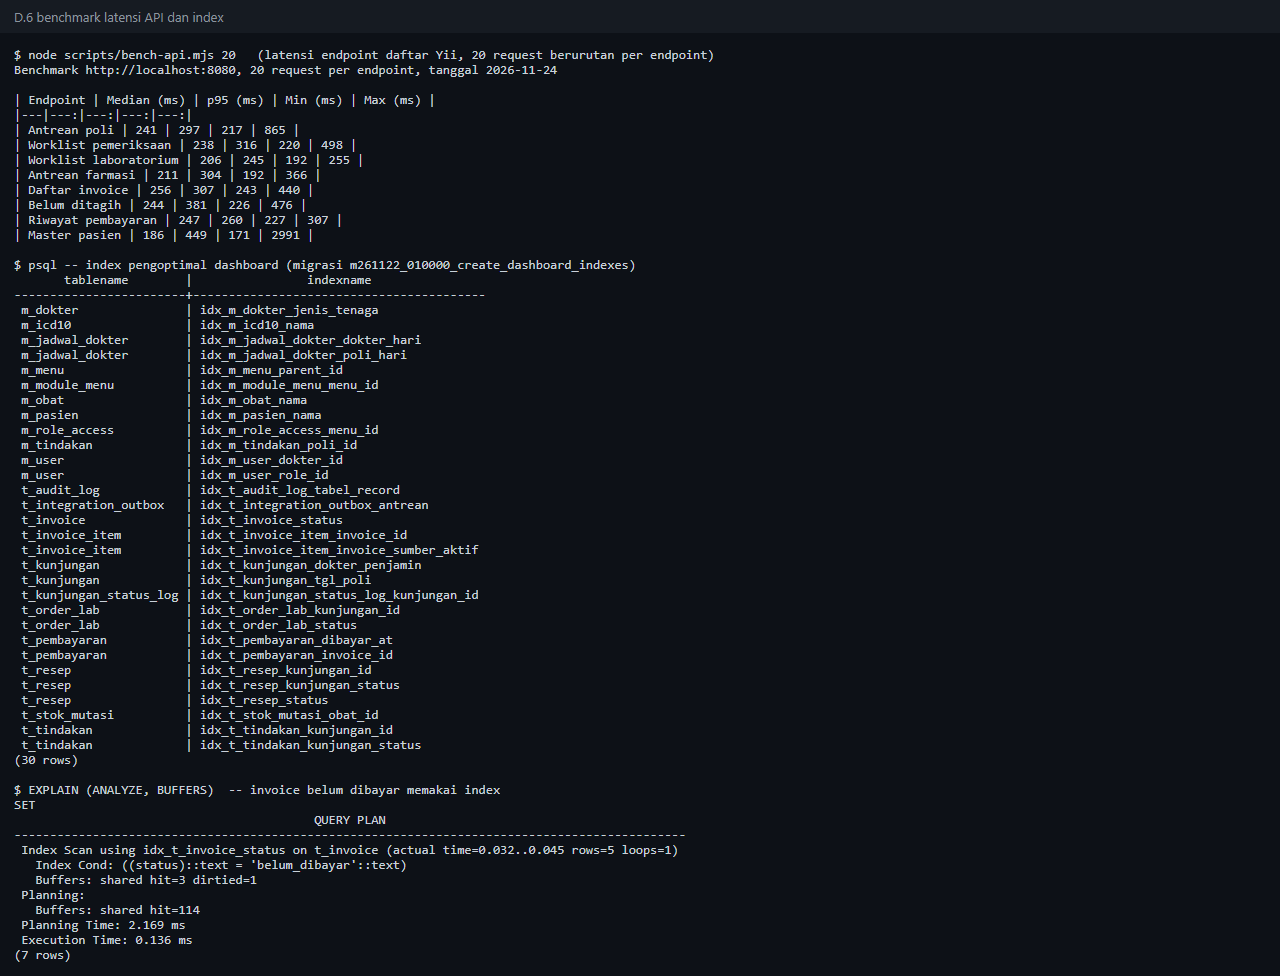 D.6 benchmark latensi API dan index
$ node scripts/bench-api.mjs 20   (latensi endpoint daftar Yii, 20 request berurutan per endpoint)
Benchmark http://localhost:8080, 20 request per endpoint, tanggal 2026-11-24
| Endpoint | Median (ms) | p95 (ms) | Min (ms) | Max (ms) |
|---|---:|---:|---:|---:|
| Antrean poli | 241 | 297 | 217 | 865 |
| Worklist pemeriksaan | 238 | 316 | 220 | 498 |
| Worklist laboratorium | 206 | 245 | 192 | 255 |
| Antrean farmasi | 211 | 304 | 192 | 366 |
| Daftar invoice | 256 | 307 | 243 | 440 |
| Belum ditagih | 244 | 381 | 226 | 476 |
| Riwayat pembayaran | 247 | 260 | 227 | 307 |
| Master pasien | 186 | 449 | 171 | 2991 |
$ psql -- index pengoptimal dashboard (migrasi m261122_010000_create_dashboard_indexes)
       tablename        |                indexname
------------------------+-----------------------------------------
 m_dokter               | idx_m_dokter_jenis_tenaga
 m_icd10                | idx_m_icd10_nama
 m_jadwal_dokter        | idx_m_jadwal_dokter_dokter_hari
 m_jadwal_dokter        | idx_m_jadwal_dokter_poli_hari
 m_menu                 | idx_m_menu_parent_id
 m_module_menu          | idx_m_module_menu_menu_id
 m_obat                 | idx_m_obat_nama
 m_pasien               | idx_m_pasien_nama
 m_role_access          | idx_m_role_access_menu_id
 m_tindakan             | idx_m_tindakan_poli_id
 m_user                 | idx_m_user_dokter_id
 m_user                 | idx_m_user_role_id
 t_audit_log            | idx_t_audit_log_tabel_record
 t_integration_outbox   | idx_t_integration_outbox_antrean
 t_invoice              | idx_t_invoice_status
 t_invoice_item         | idx_t_invoice_item_invoice_id
 t_invoice_item         | idx_t_invoice_item_invoice_sumber_aktif
 t_kunjungan            | idx_t_kunjungan_dokter_penjamin
 t_kunjungan            | idx_t_kunjungan_tgl_poli
 t_kunjungan_status_log | idx_t_kunjungan_status_log_kunjungan_id
 t_order_lab            | idx_t_order_lab_kunjungan_id
 t_order_lab            | idx_t_order_lab_status
 t_pembayaran           | idx_t_pembayaran_dibayar_at
 t_pembayaran           | idx_t_pembayaran_invoice_id
 t_resep                | idx_t_resep_kunjungan_id
 t_resep                | idx_t_resep_kunjungan_status
 t_resep                | idx_t_resep_status
 t_stok_mutasi          | idx_t_stok_mutasi_obat_id
 t_tindakan             | idx_t_tindakan_kunjungan_id
 t_tindakan             | idx_t_tindakan_kunjungan_status
(30 rows)
$ EXPLAIN (ANALYZE, BUFFERS)  -- invoice belum dibayar memakai index
SET
                                          QUERY PLAN
----------------------------------------------------------------------------------------------
 Index Scan using idx_t_invoice_status on t_invoice (actual time=0.032..0.045 rows=5 loops=1)
   Index Cond: ((status)::text = 'belum_dibayar'::text)
   Buffers: shared hit=3 dirtied=1
 Planning:
   Buffers: shared hit=114
 Planning Time: 2.169 ms
 Execution Time: 0.136 ms
(7 rows)